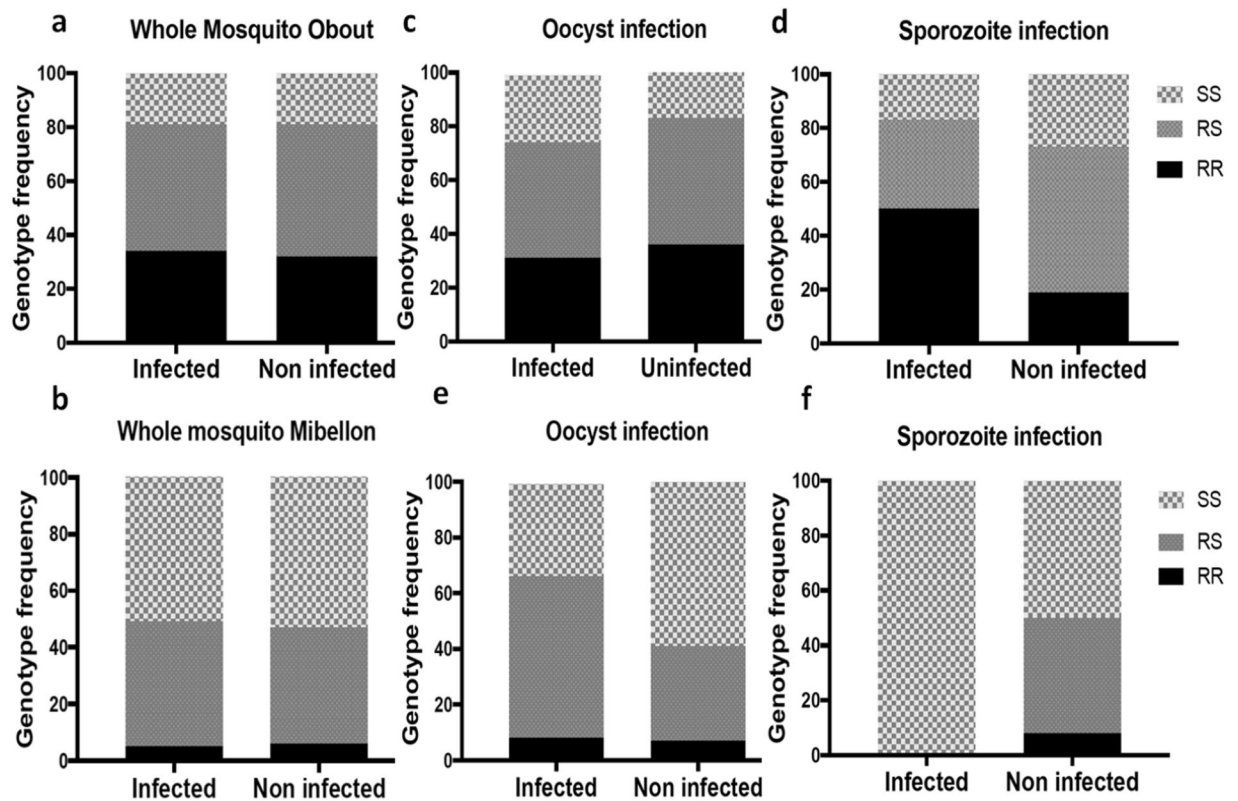 a
Whole Mosquito Obout
Genotype frequency
100
80
60
40
20
0
Infected
Non infected
c
Oocyst infection
Genotype frequency
100
80
60
40
20
0
Infected
Uninfected
d
Sporozoite infection
Genotype frequency
100
80
60
40
20
0
Infected
Non infected
SS
RS
RR
b
Whole mosquito Mibellon
Genotype frequency
100
80
60
40
20
0
Infected
Non infected
e
Oocyst infection
Genotype frequency
100
80
60
40
20
0
Infected
Non infected
f
Sporozoite infection
Genotype frequency
100
80
60
40
20
0
Infected
Non infected
SS
RS
RR